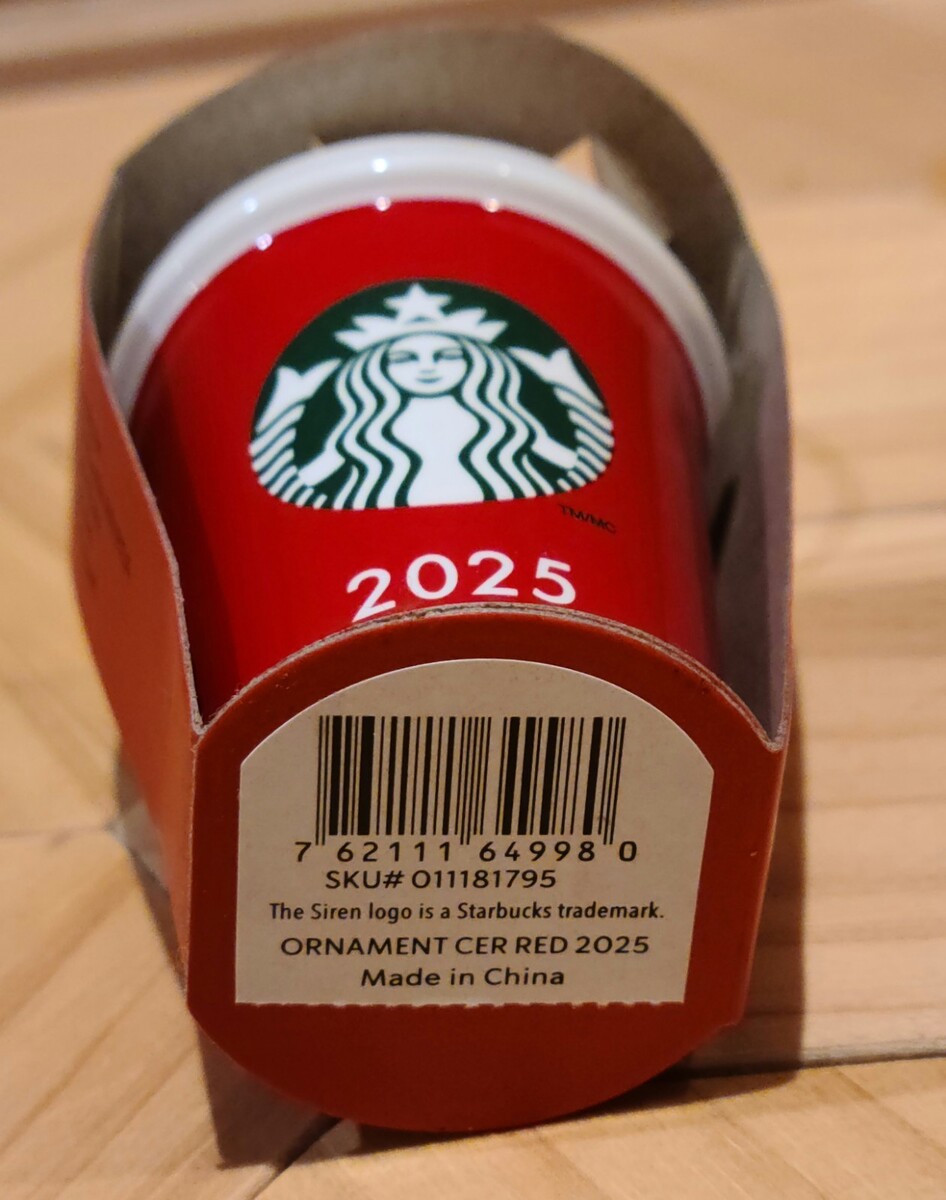 TM/MC
2025
7 62111 64998 0
SKU# 011181795
The Siren logo is a Starbucks trademark.
ORNAMENT CER RED 2025
Made in China